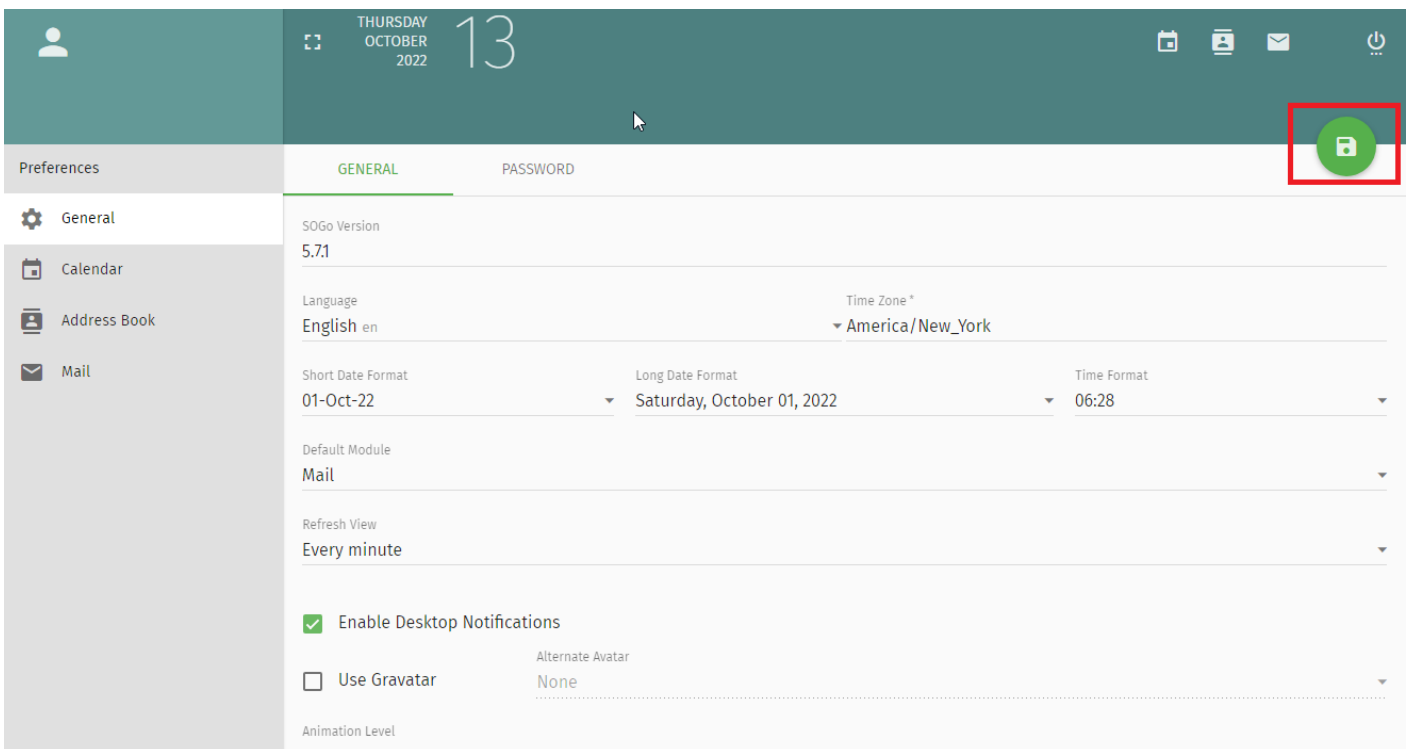 THURSDAY
OCTOBER
2022
13
Preferences
GENERAL
PASSWORD
General
Calendar
Address Book
Mail
SOGo Version
5.7.1
Language
Time Zone *
English en
America/New_York
Short Date Format
Long Date Format
Time Format
01-Oct-22
Saturday, October 01, 2022
06:28
Default Module
Mail
Refresh View
Every minute
Enable Desktop Notifications
Alternate Avatar
Use Gravatar
None
Animation Level